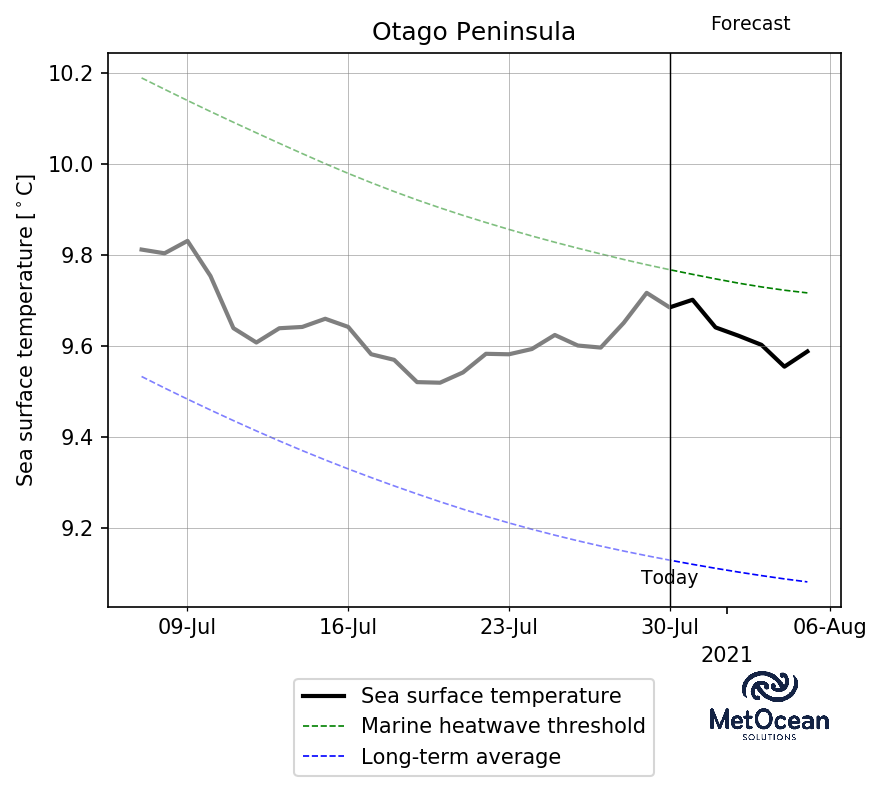 Forecast
Otago Peninsula
Sea surface temperature [°C]
10.2
10.0
9.8
9.6
9.4
9.2
Today
09-Jul 16-Jul 23-Jul 30-Jul 06-Aug
2021
Sea surface temperature
Marine heatwave threshold
Long-term average
MetOcean
SOLUTIONS